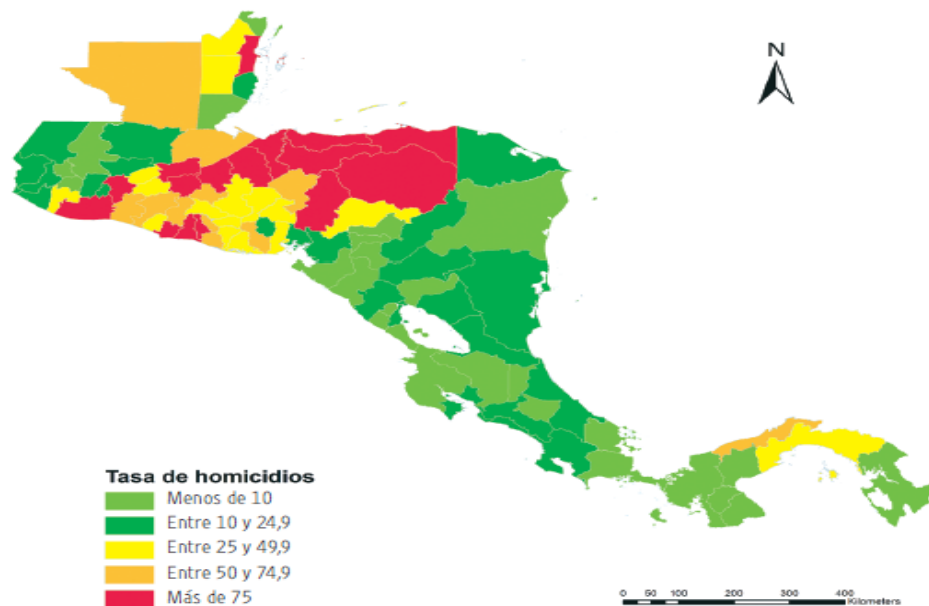 N
Tasa de homicidios
Menos de 10
Entre 10 y 24,9
Entre 25 y 49,9
Entre 50 y 74,9
Más de 75
0 50 100 200 300 400
Kilometers